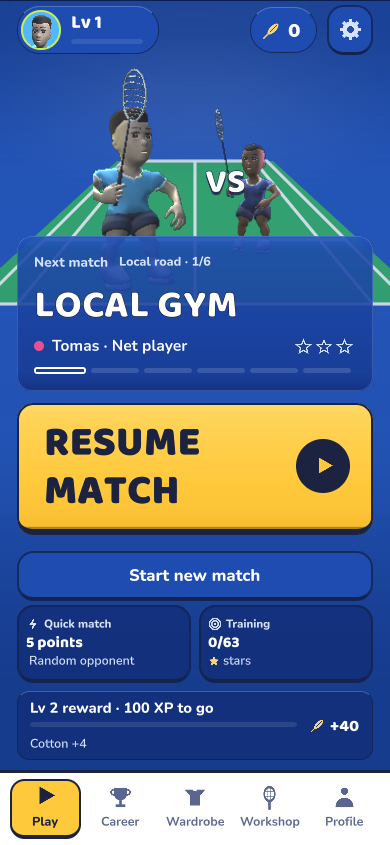 Lv 1
0
VS
Next match Local road · 1/6
LOCAL GYM
Tomas · Net player
RESUME
MATCH
Start new match
Quick match
5 points
Random opponent
Training
0/63
stars
Lv 2 reward · 100 XP to go
+40
Cotton +4
Play
Career
Wardrobe
Workshop
Profile